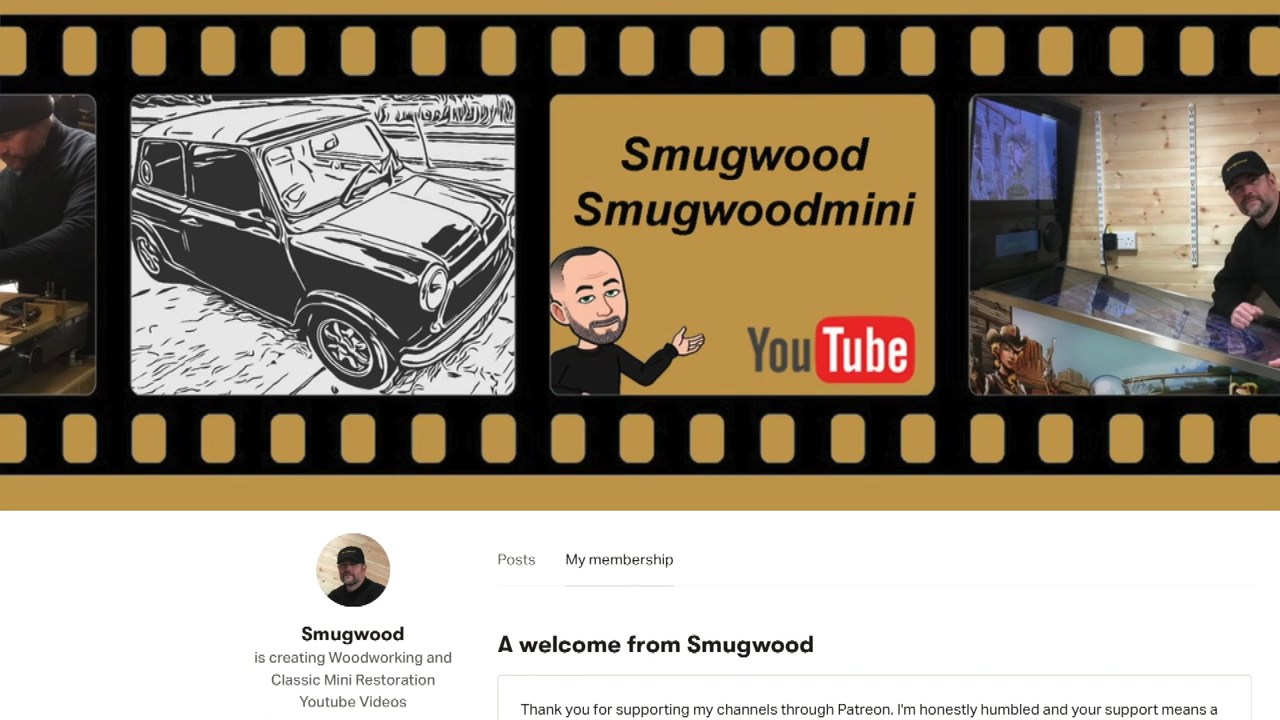 Smugwood
Smugwoodmini
YouTube
Posts
My membership
Smugwood
is creating Woodworking and
Classic Mini Restoration
Youtube Videos
A welcome from Smugwood
Thank you for supporting my channels through Patreon. I'm honestly humbled and your support means a